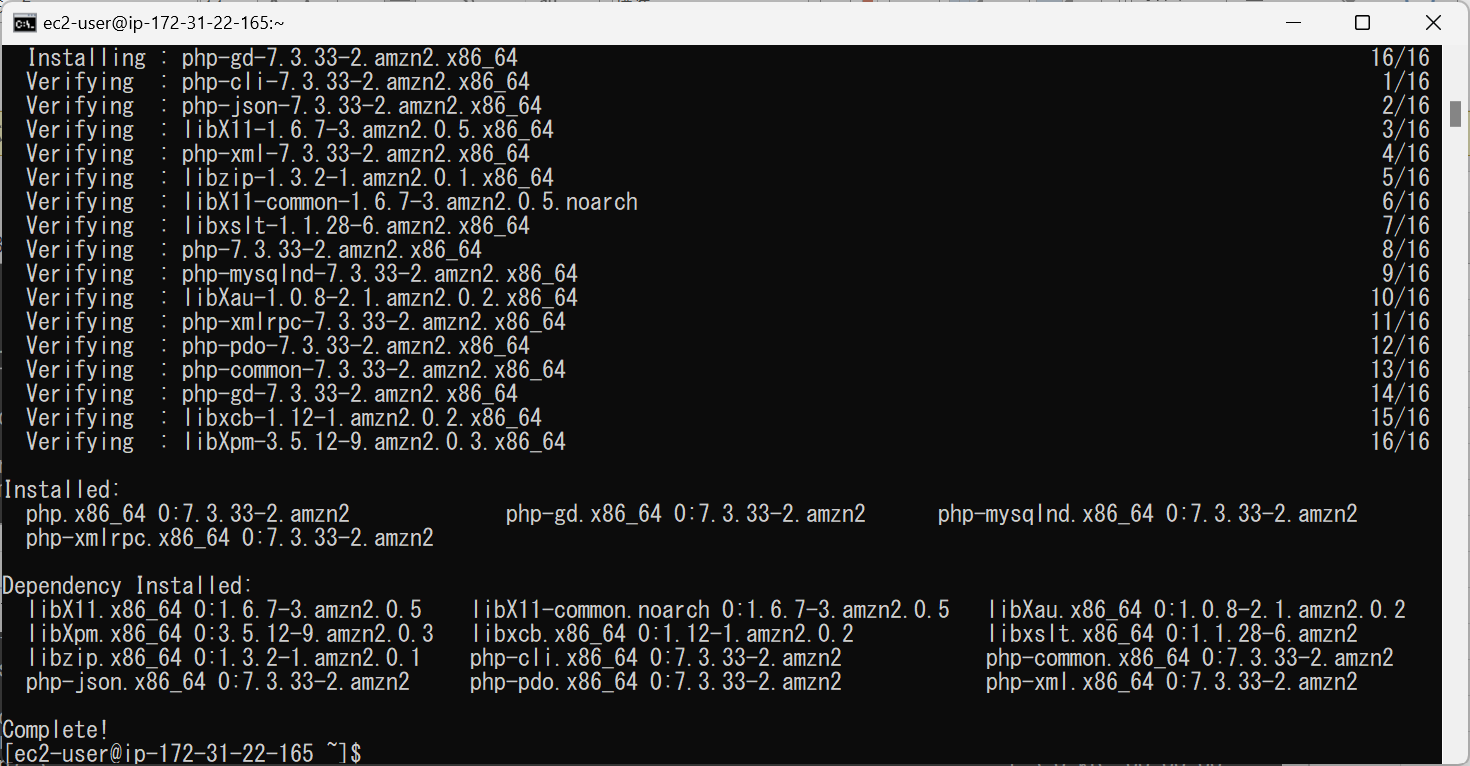 ec2-user@ip-172-31-22-165:~
Installing : php-gd-7.3.33-2.amzn2.x86_64 16/16
Verifying : php-cli-7.3.33-2.amzn2.x86_64 1/16
Verifying : php-json-7.3.33-2.amzn2.x86_64 2/16
Verifying : libX11-1.6.7-3.amzn2.0.5.x86_64 3/16
Verifying : php-xml-7.3.33-2.amzn2.x86_64 4/16
Verifying : libzip-1.3.2-1.amzn2.0.1.x86_64 5/16
Verifying : libX11-common-1.6.7-3.amzn2.0.5.noarch 6/16
Verifying : libxslt-1.1.28-6.amzn2.x86_64 7/16
Verifying : php-7.3.33-2.amzn2.x86_64 8/16
Verifying : php-mysqlnd-7.3.33-2.amzn2.x86_64 9/16
Verifying : libXau-1.0.8-2.1.amzn2.0.2.x86_64 10/16
Verifying : php-xmlrpc-7.3.33-2.amzn2.x86_64 11/16
Verifying : php-pdo-7.3.33-2.amzn2.x86_64 12/16
Verifying : php-common-7.3.33-2.amzn2.x86_64 13/16
Verifying : php-gd-7.3.33-2.amzn2.x86_64 14/16
Verifying : libxcb-1.12-1.amzn2.0.2.x86_64 15/16
Verifying : libXpm-3.5.12-9.amzn2.0.3.x86_64 16/16
Installed:
php.x86_64 0:7.3.33-2.amzn2 php-gd.x86_64 0:7.3.33-2.amzn2 php-mysqlnd.x86_64 0:7.3.33-2.amzn2
php-xmlrpc.x86_64 0:7.3.33-2.amzn2
Dependency Installed:
libX11.x86_64 0:1.6.7-3.amzn2.0.5 libX11-common.noarch 0:1.6.7-3.amzn2.0.5 libXau.x86_64 0:1.0.8-2.1.amzn2.0.2
libXpm.x86_64 0:3.5.12-9.amzn2.0.3 libxcb.x86_64 0:1.12-1.amzn2.0.2 libxslt.x86_64 0:1.1.28-6.amzn2
libzip.x86_64 0:1.3.2-1.amzn2.0.1 php-cli.x86_64 0:7.3.33-2.amzn2 php-common.x86_64 0:7.3.33-2.amzn2
php-json.x86_64 0:7.3.33-2.amzn2 php-pdo.x86_64 0:7.3.33-2.amzn2 php-xml.x86_64 0:7.3.33-2.amzn2
Complete!
[ec2-user@ip-172-31-22-165 ~]$